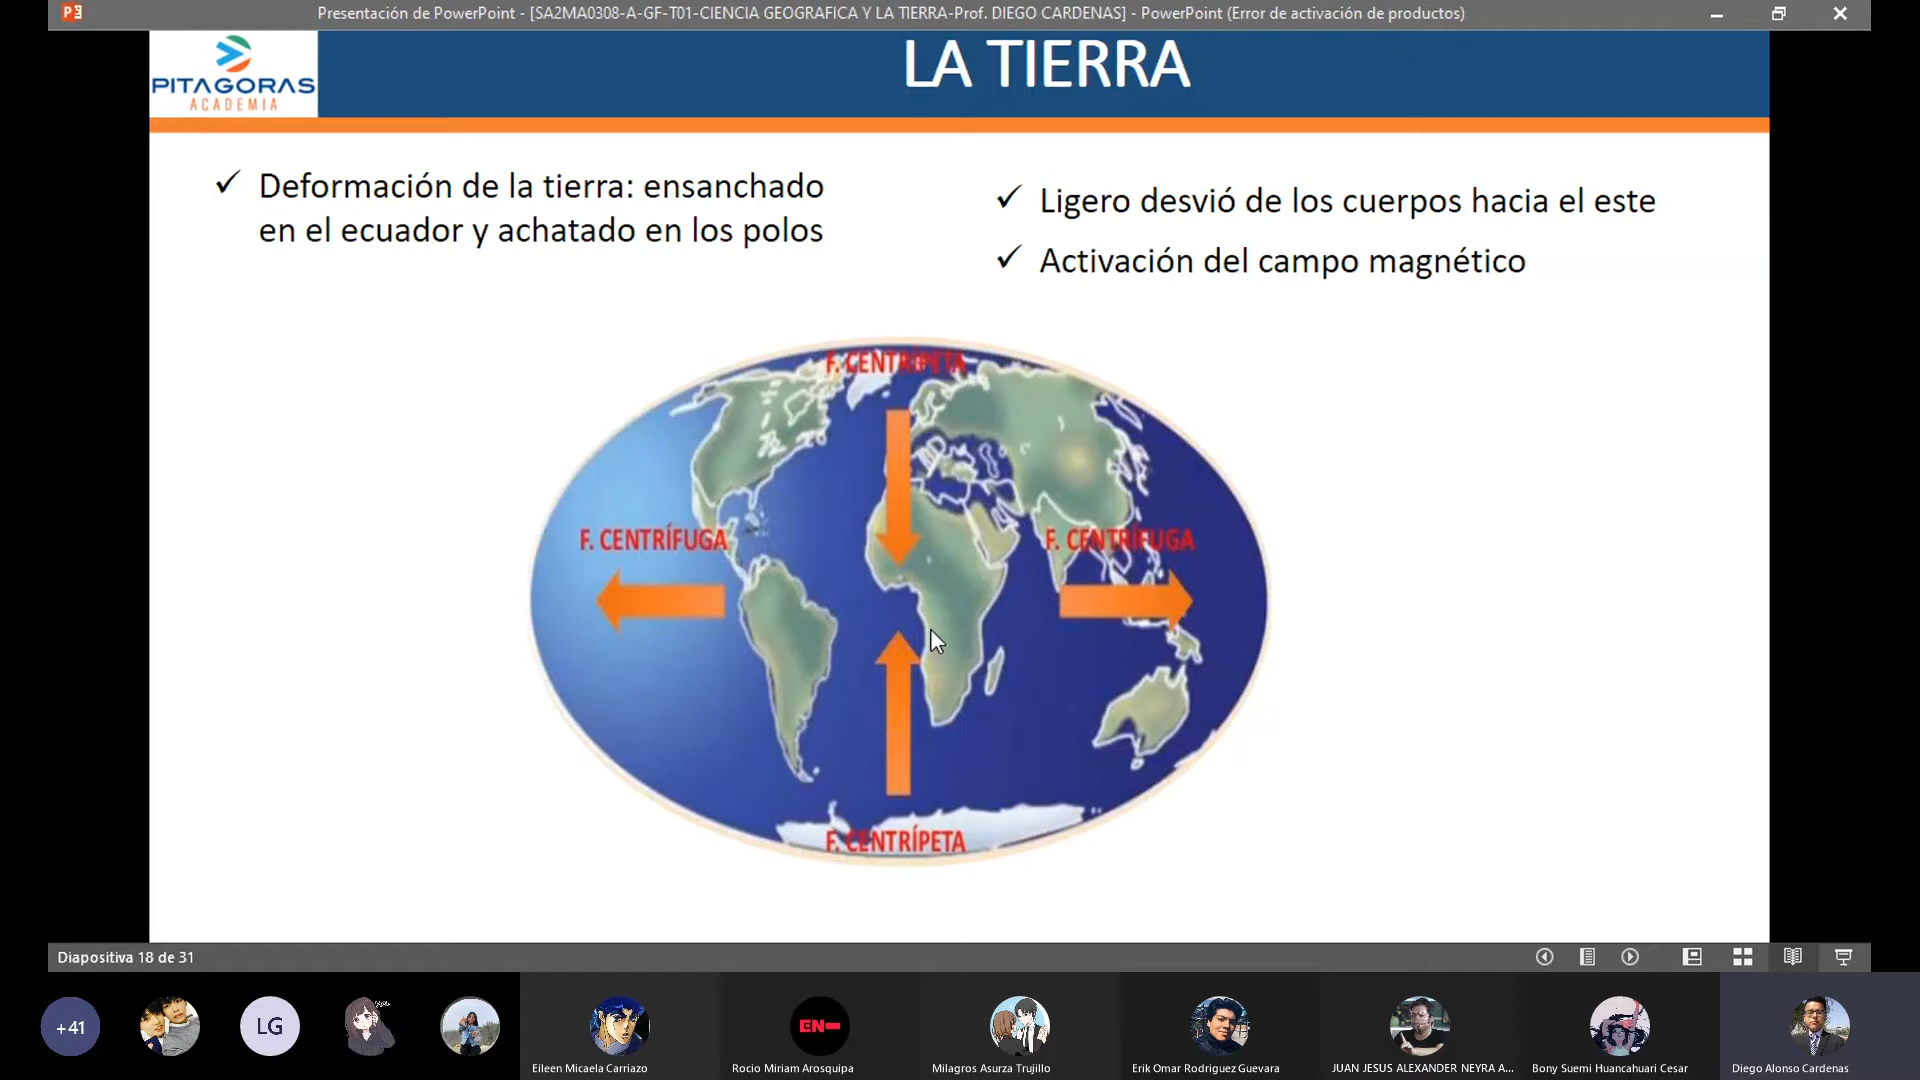 Presentación de PowerPoint - [SA2MA0308-A-GF-T01-CIENCIA GEOGRAFICA Y LA TIERRA-Prof. DIEGO CARDENAS] - PowerPoint (Error de activación de productos)
PITAGORAS
ACADEMIA
LA TIERRA
✓ Deformación de la tierra: ensanchado
en el ecuador y achatado en los polos
✓ Ligero desvió de los cuerpos hacia el este
✓ Activación del campo magnético
F. CENTRÍPETA
F. CENTRÍFUGA
F. CENTRÍFUGA
F. CENTRÍPETA
Diapositiva 18 de 31
+41
LG
EN
Eileen Micaela Carriazo
Rocio Miriam Arosquipa
Milagros Asurza Trujillo
Erik Omar Rodriguez Guevara
JUAN JESUS ALEXANDER NEYRA A...
Bony Suemi Huancahuari Cesar
Diego Alonso Cardenas